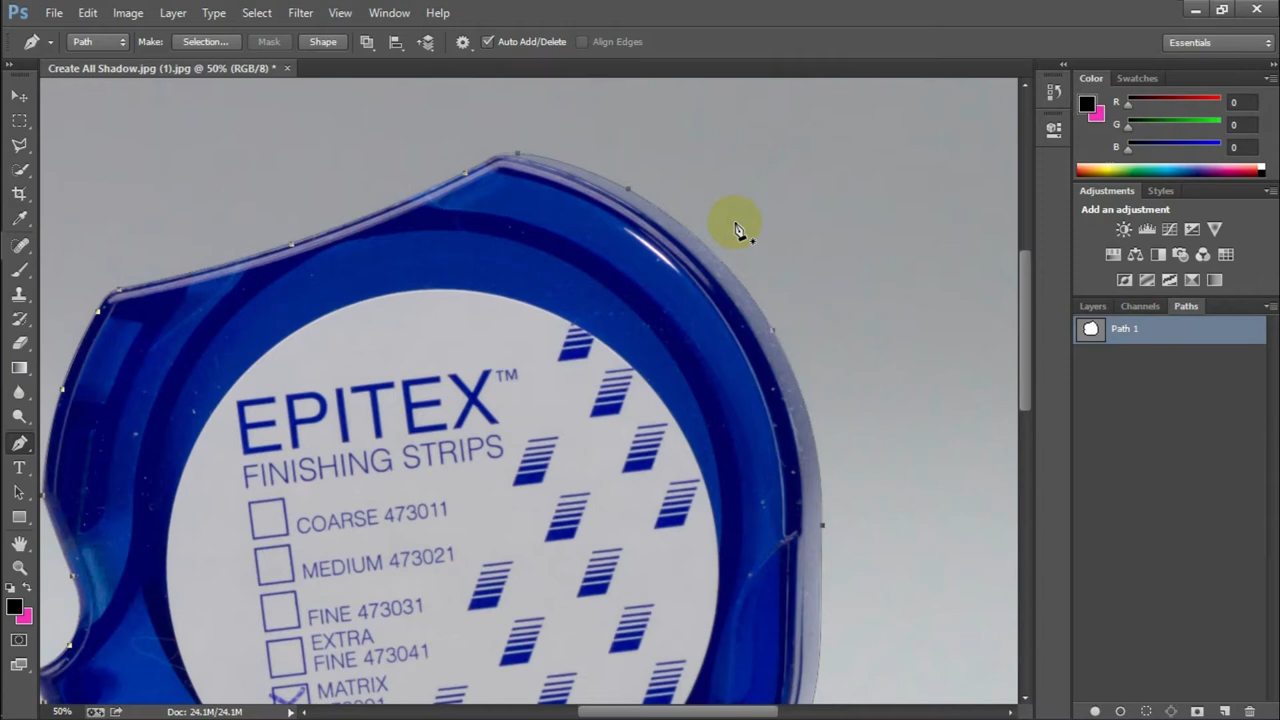 Ps File Edit Image Layer Type Select Filter View Window Help
Path Make: Selection... Mask Shape Auto Add/Delete Align Edges Essentials
Create All Shadow.jpg (1).jpg @ 50% (RGB/8) * ×
Color Swatches
R 0
G 0
B 0
Adjustments Styles
Add an adjustment
Layers Channels Paths
Path 1
EPITEX™
FINISHING STRIPS
COARSE 473011
MEDIUM 473021
FINE 473031
EXTRA
FINE 473041
MATRIX
50% Doc: 24.1M/24.1M